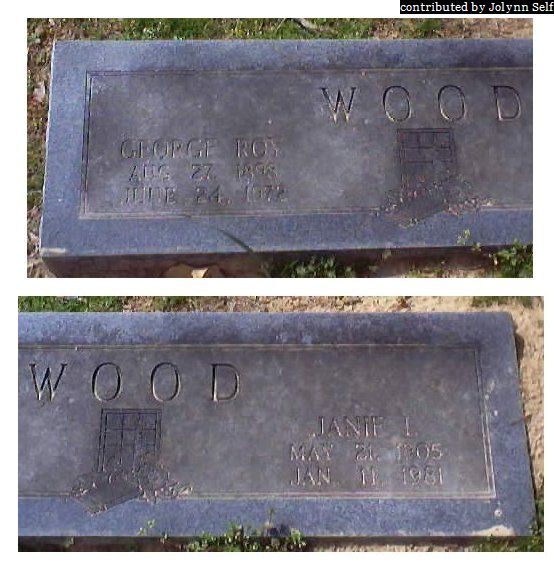 contributed by Jolynn Self
WOOD
GEORGE ROY
AUG. 27, 1898
JUNE 24, 1972
WOOD
JANIE L.
MAY 21, 1905
JAN. 11, 1981